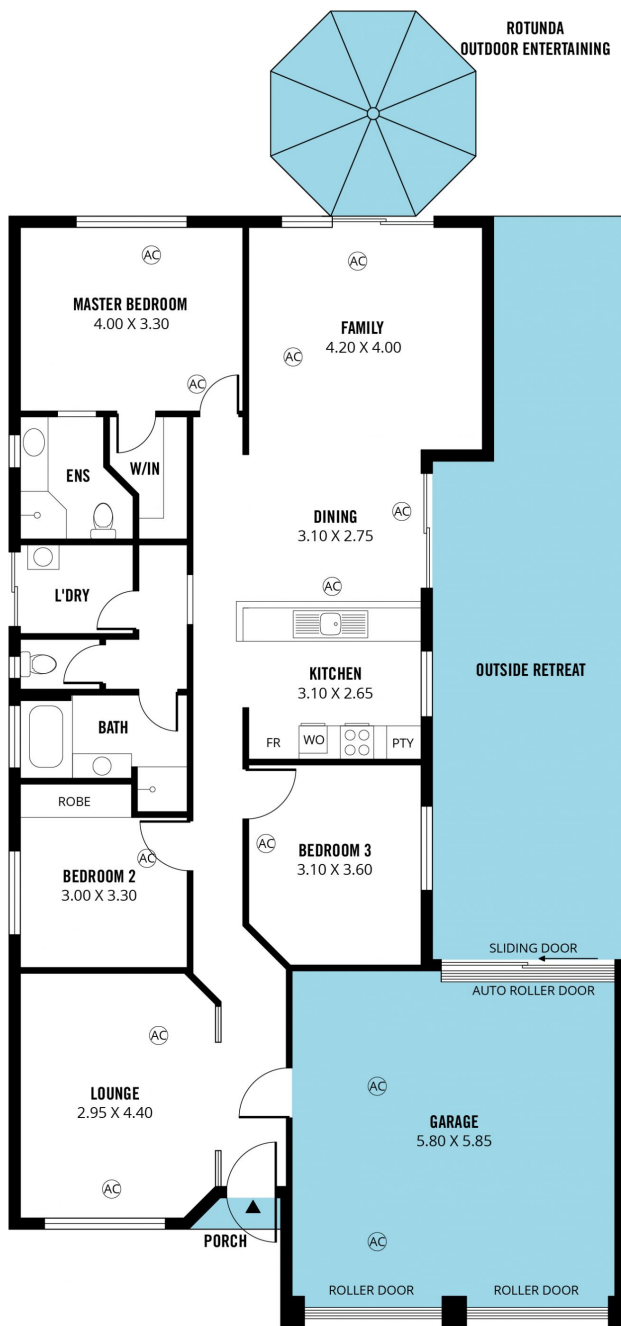 ROTUNDA
OUTDOOR ENTERTAINING
AC
AC
MASTER BEDROOM
4.00 X 3.30
FAMILY
4.20 X 4.00
AC
AC
ENS
W/IN
DINING
3.10 X 2.75
AC
L'DRY
AC
KITCHEN
3.10 X 2.65
OUTSIDE RETREAT
BATH
FR
WO
PTY
ROBE
AC
BEDROOM 3
3.10 X 3.60
AC
BEDROOM 2
3.00 X 3.30
SLIDING DOOR
AUTO ROLLER DOOR
AC
LOUNGE
2.95 X 4.40
AC
GARAGE
5.80 X 5.85
AC
PORCH
AC
ROLLER DOOR
ROLLER DOOR